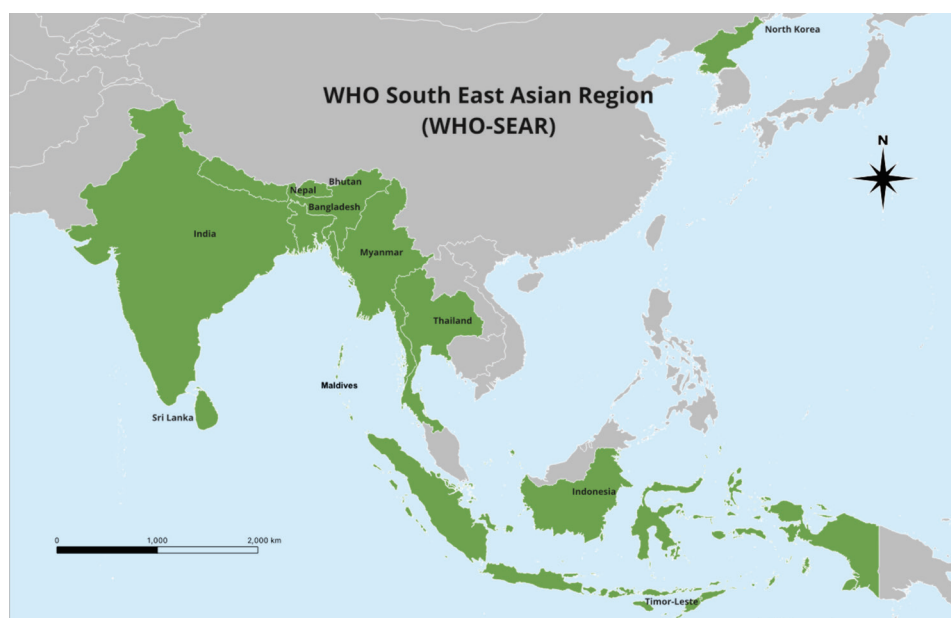 North Korea
WHO South East Asian Region
(WHO-SEAR)
N
Bhutan
Nepal
Bangladesh
India
Myanmar
Thailand
Maldives
Sri Lanka
Indonesia
0 1,000 2,000 km
Timor-Leste